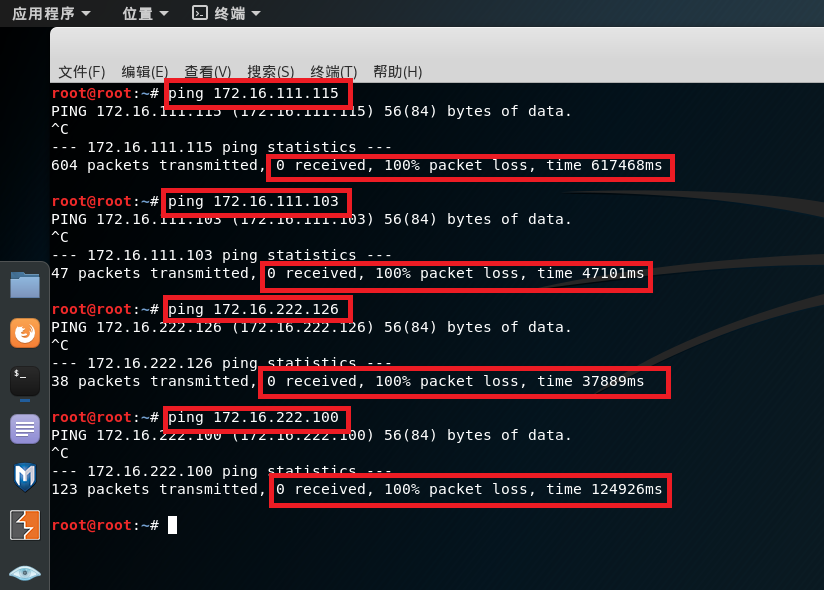 应用程序 位置 终端
文件(F) 编辑(E) 查看(V) 搜索(S) 终端(T) 帮助(H)
root@root:~# ping 172.16.111.115
PING 172.16.111.115 (172.16.111.115) 56(84) bytes of data.
^C
--- 172.16.111.115 ping statistics ---
604 packets transmitted, 0 received, 100% packet loss, time 617468ms
root@root:~# ping 172.16.111.103
PING 172.16.111.103 (172.16.111.103) 56(84) bytes of data.
^C
--- 172.16.111.103 ping statistics ---
47 packets transmitted, 0 received, 100% packet loss, time 47101ms
root@root:~# ping 172.16.222.126
PING 172.16.222.126 (172.16.222.126) 56(84) bytes of data.
^C
--- 172.16.222.126 ping statistics ---
38 packets transmitted, 0 received, 100% packet loss, time 37889ms
root@root:~# ping 172.16.222.100
PING 172.16.222.100 (172.16.222.100) 56(84) bytes of data.
^C
--- 172.16.222.100 ping statistics ---
123 packets transmitted, 0 received, 100% packet loss, time 124926ms
root@root:~#